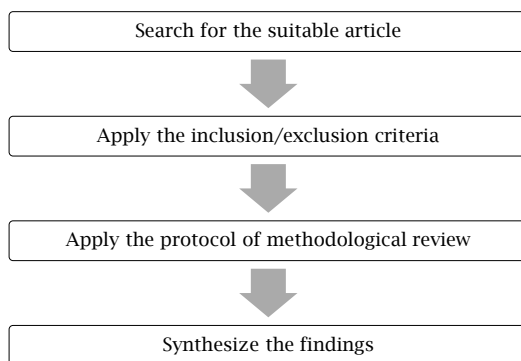 Search for the suitable article
Apply the inclusion/exclusion criteria
Apply the protocol of methodological review
Synthesize the findings